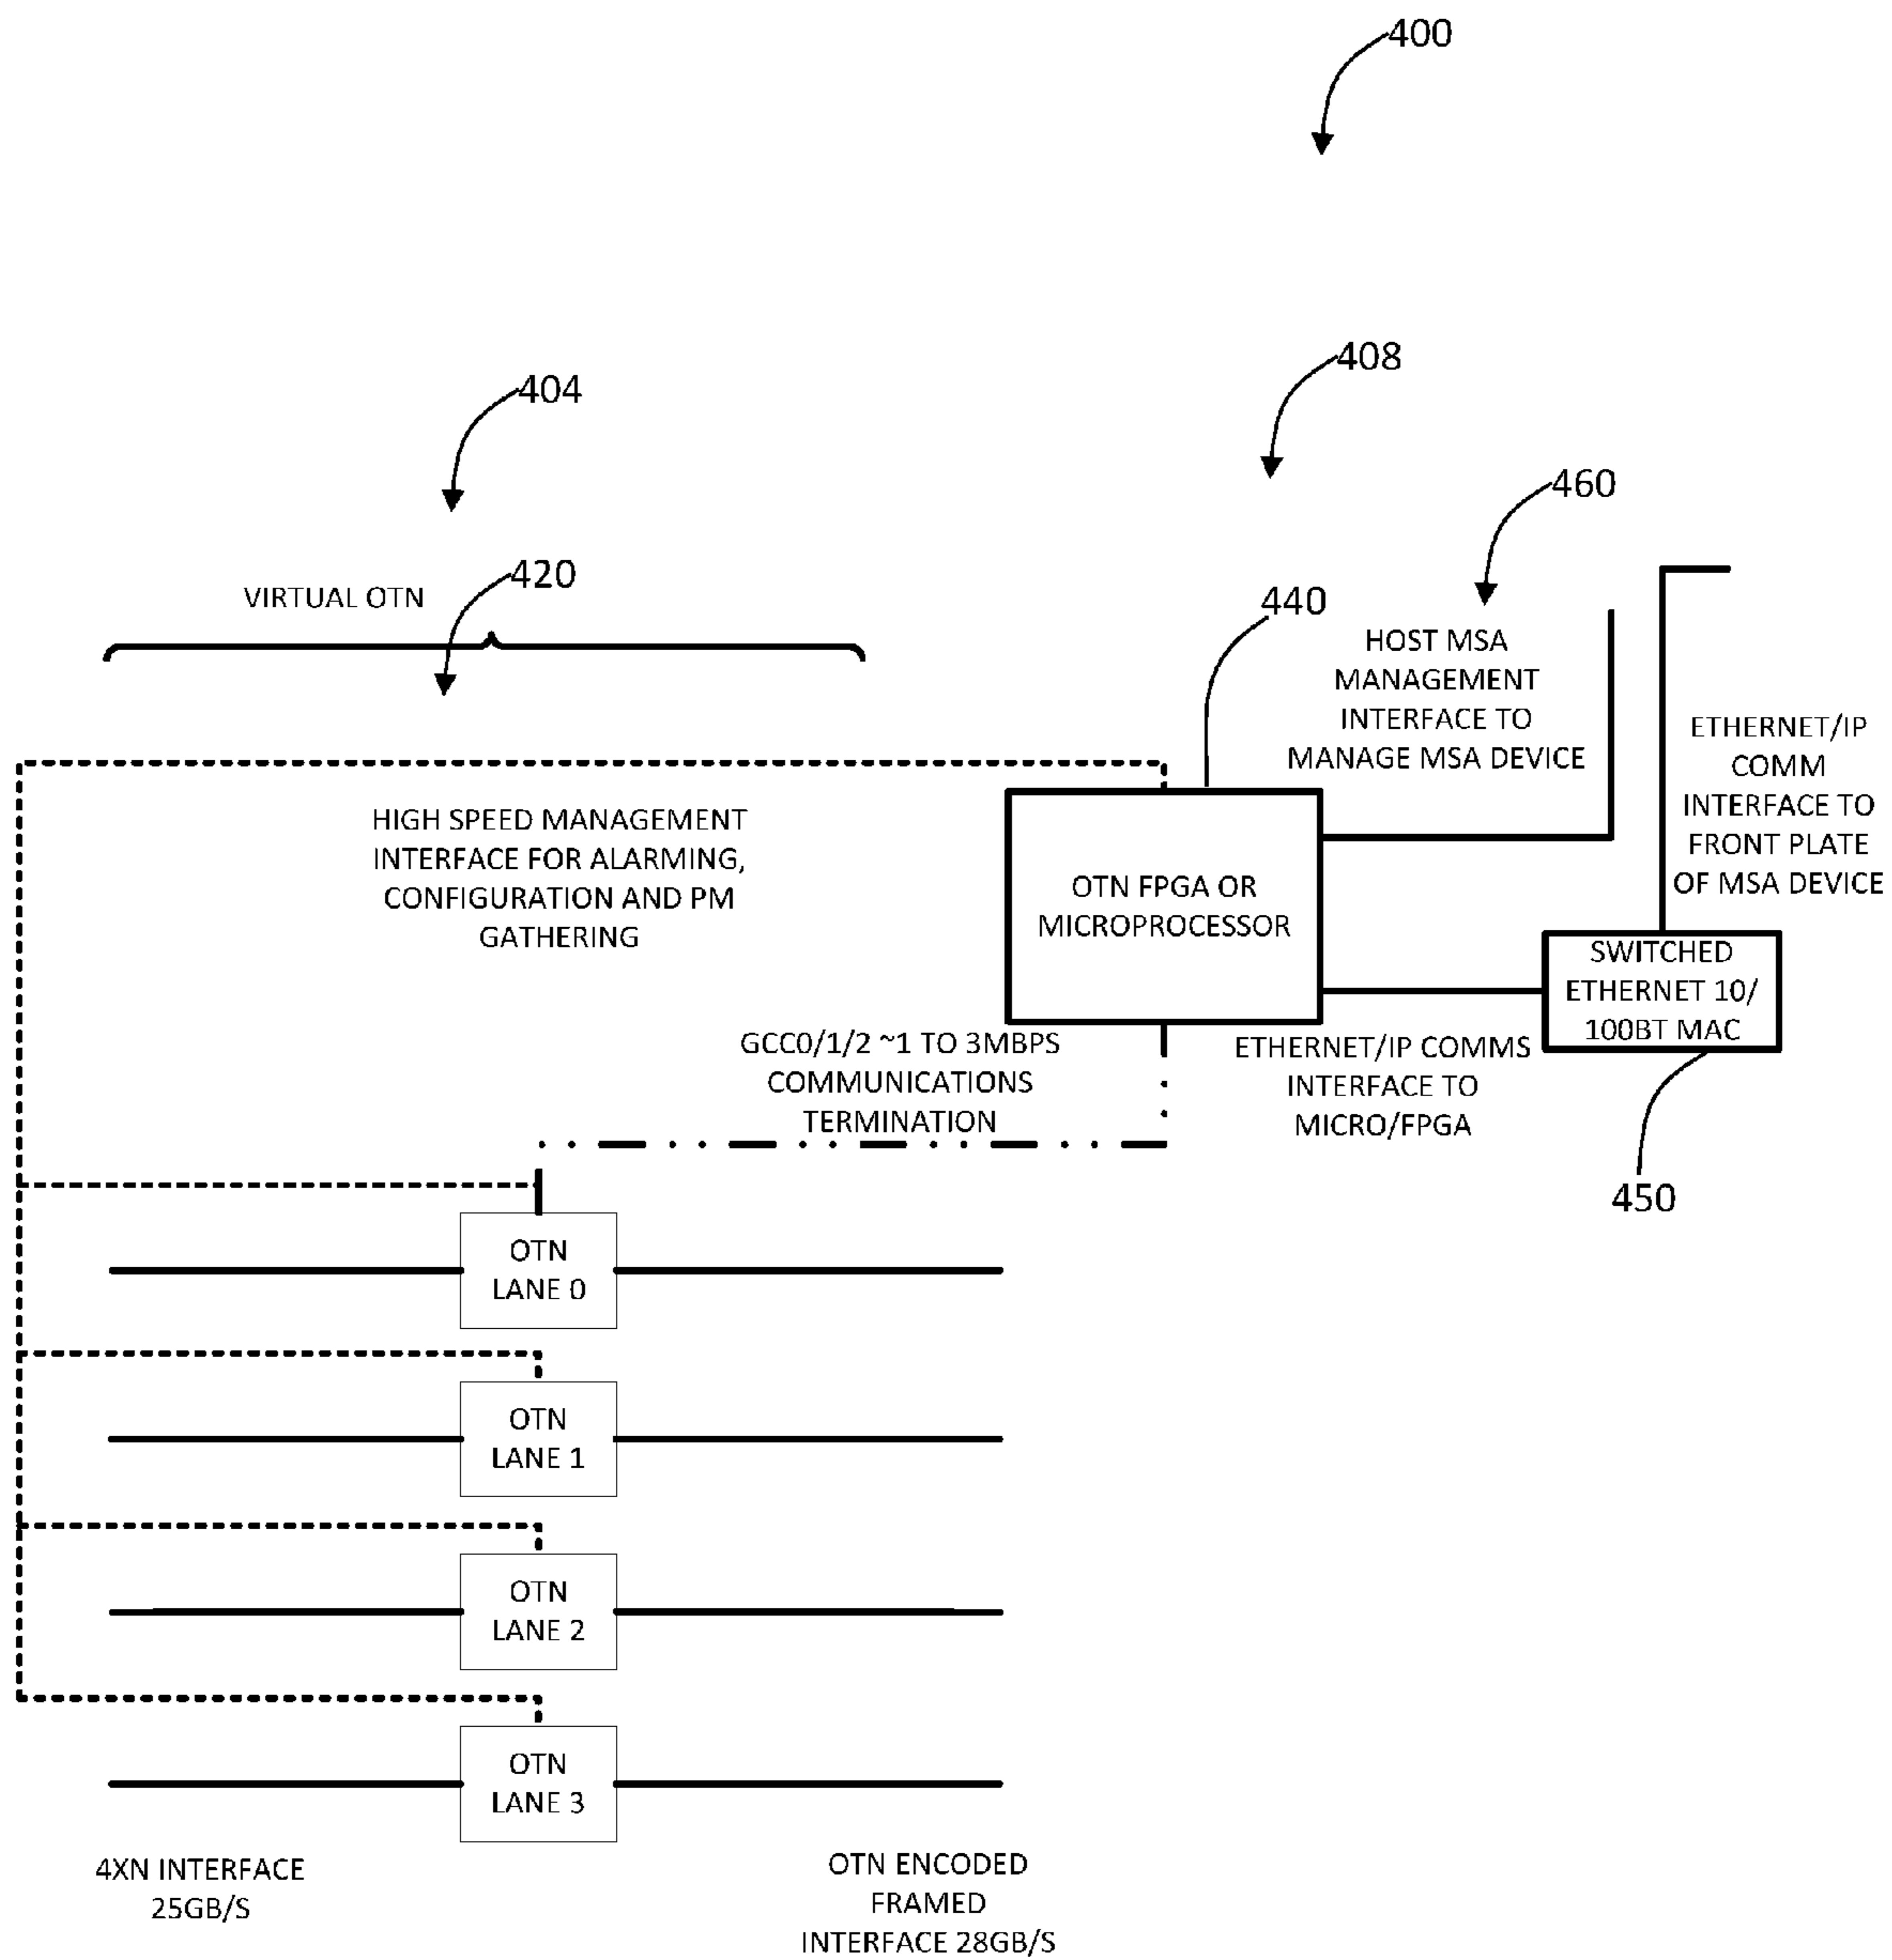 400
408
404
460
420
VIRTUAL OTN
440
HOST MSA
MANAGEMENT
INTERFACE TO
MANAGE MSA DEVICE
ETHERNET/IP
COMM
INTERFACE TO
FRONT PLATE
OF MSA DEVICE
HIGH SPEED MANAGEMENT
INTERFACE FOR ALARMING,
CONFIGURATION AND PM
GATHERING
OTN FPGA OR
MICROPROCESSOR
SWITCHED
ETHERNET 10/
100BT MAC
GCC0/1/2 ~1 TO 3MBPS
COMMUNICATIONS
TERMINATION
ETHERNET/IP COMMS
INTERFACE TO
MICRO/FPGA
450
OTN
LANE 0
OTN
LANE 1
OTN
LANE 2
OTN
LANE 3
4XN INTERFACE
25GB/S
OTN ENCODED
FRAMED
INTERFACE 28GB/S